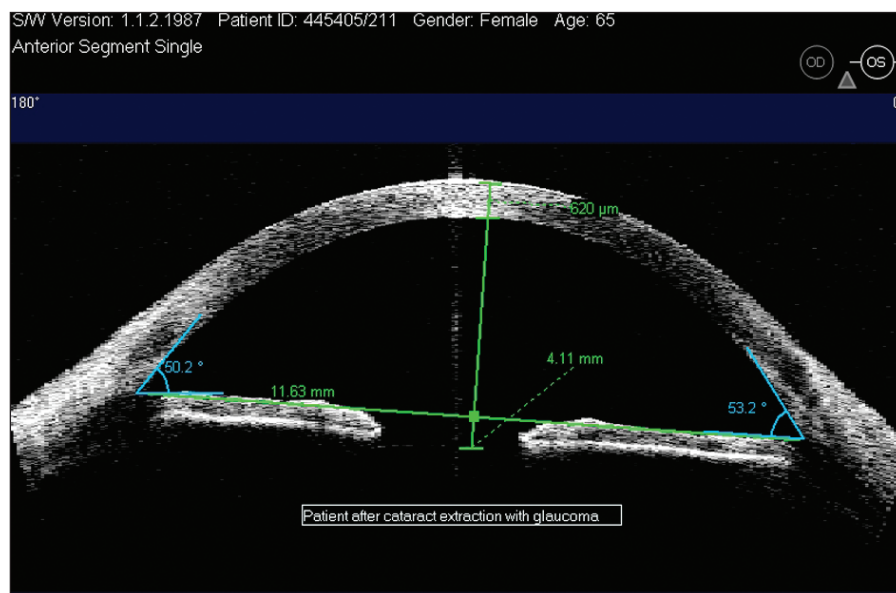 S/W Version: 1.1.2.1987 Patient ID: 445405/211 Gender: Female Age: 65
Anterior Segment Single
OD OS
180°
620 µm
4.11 mm
50.2 °
11.63 mm
53.2 °
Patient after cataract extraction with glaucoma